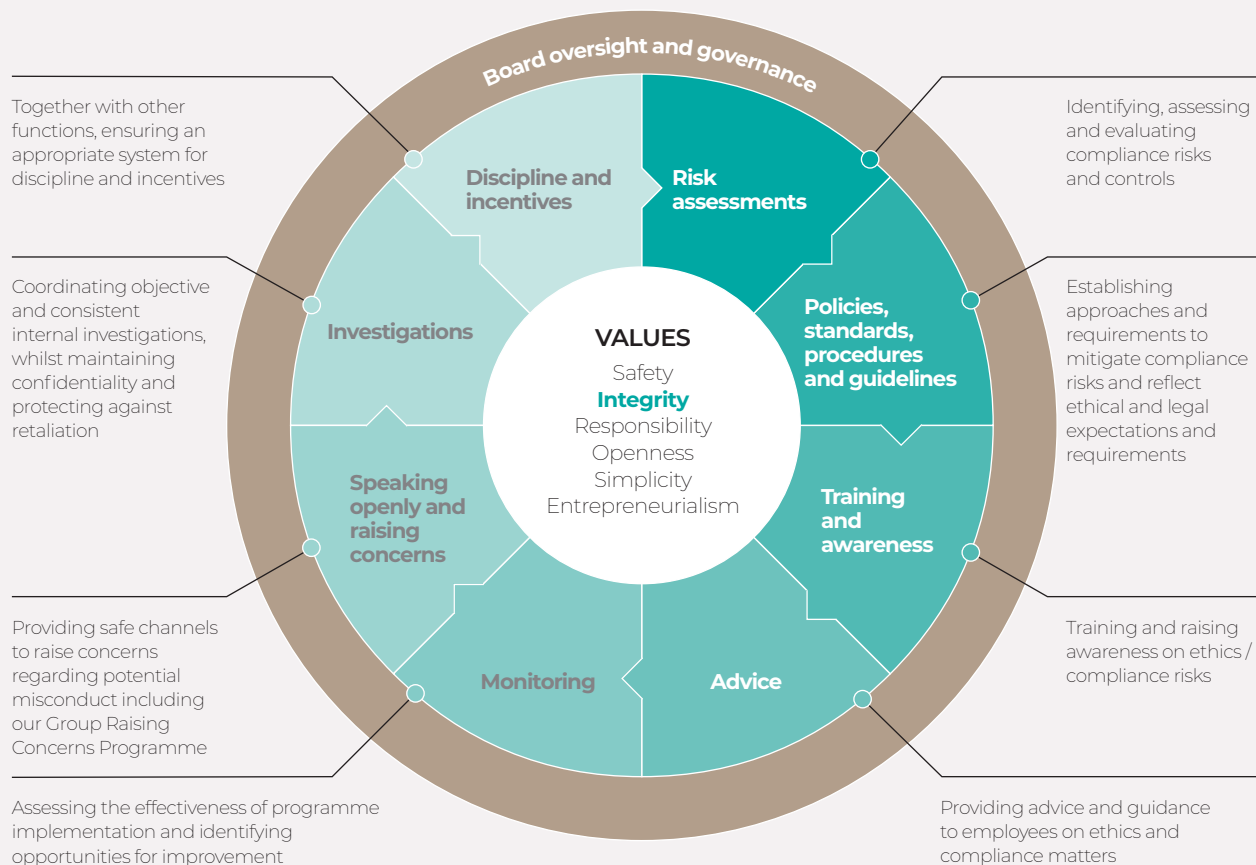 Board oversight and governance
Risk
assessments
Identifying, assessing
and evaluating
compliance risks
and controls
Policies,
standards,
procedures
and guidelines
Establishing
approaches and
requirements to
mitigate compliance
risks and reflect
ethical and legal
expectations and
requirements
Training
and
awareness
Training and raising
awareness on ethics /
compliance risks
Advice
Providing advice and guidance
to employees on ethics and
compliance matters
Monitoring
Assessing the effectiveness of programme
implementation and identifying
opportunities for improvement
Speaking
openly and
raising
concerns
Providing safe channels
to raise concerns
regarding potential
misconduct including
our Group Raising
Concerns Programme
Investigations
Coordinating objective
and consistent
internal investigations,
whilst maintaining
confidentiality and
protecting against
retaliation
Discipline and
incentives
Together with other
functions, ensuring an
appropriate system for
discipline and incentives
VALUES
Safety
Integrity
Responsibility
Openness
Simplicity
Entrepreneurialism